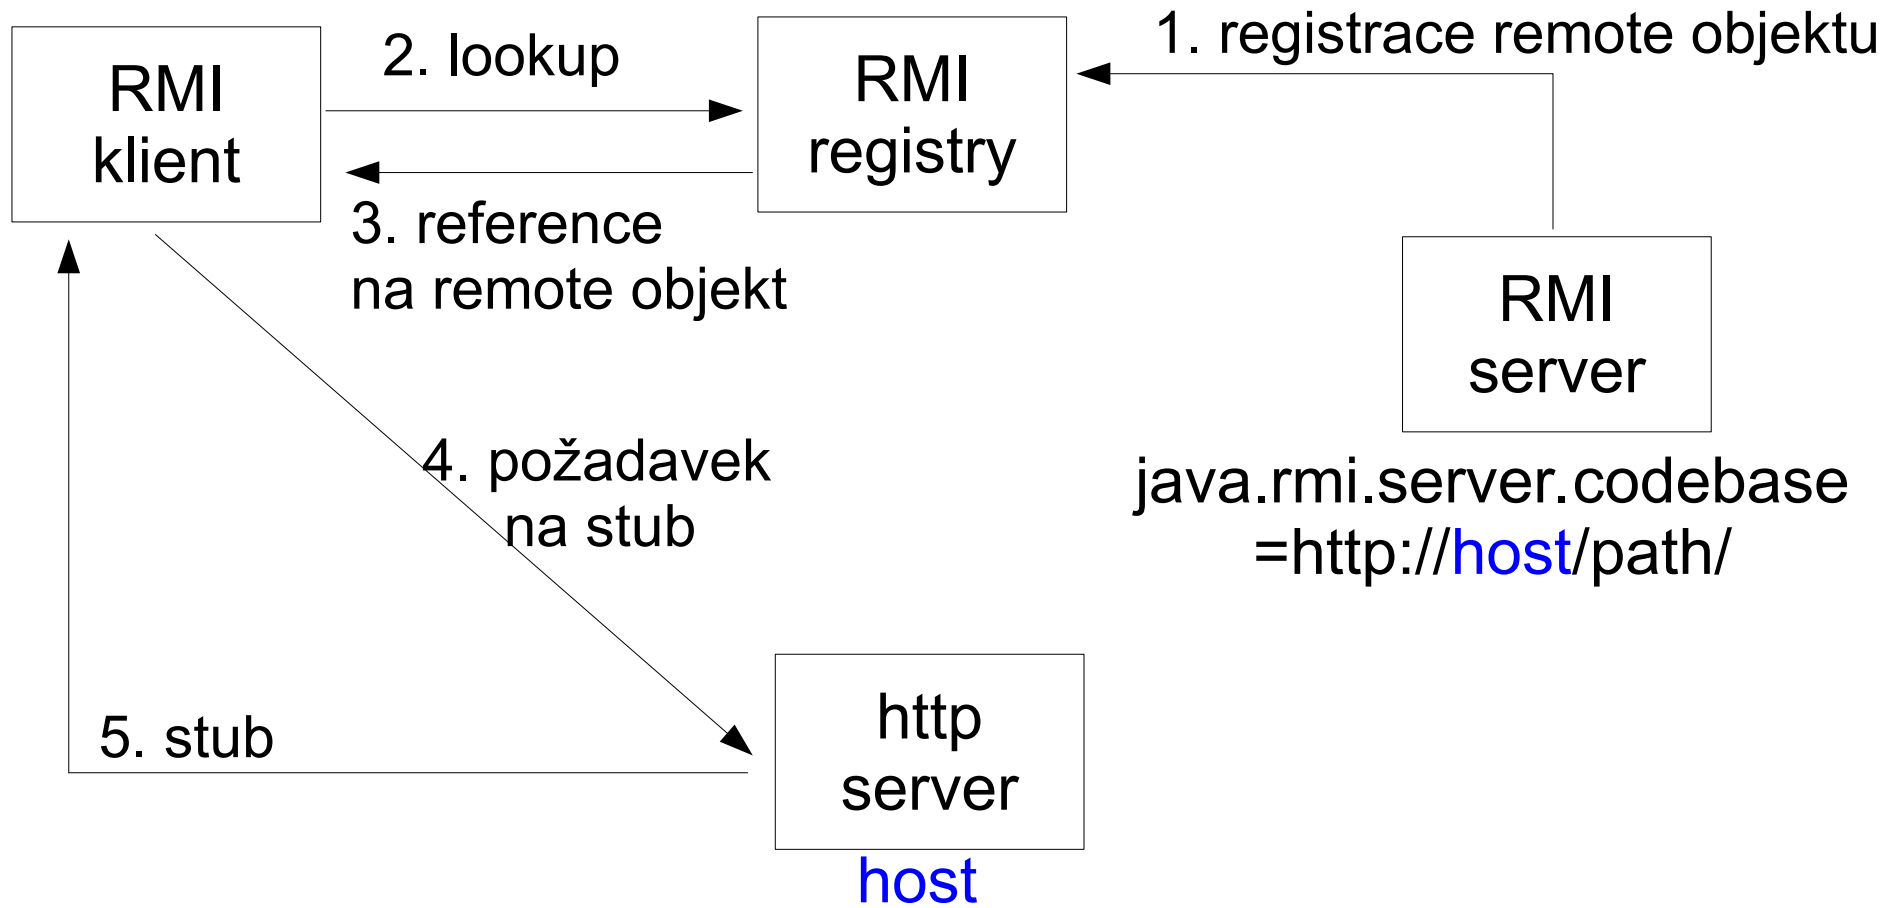 1. registrace remote objektu
RMI
klient
2. lookup
RMI
registry
3. reference
na remote objekt
RMI
server
java.rmi.server.codebase
=http://host/path/
4. požadavek
na stub
5. stub
http
server
host